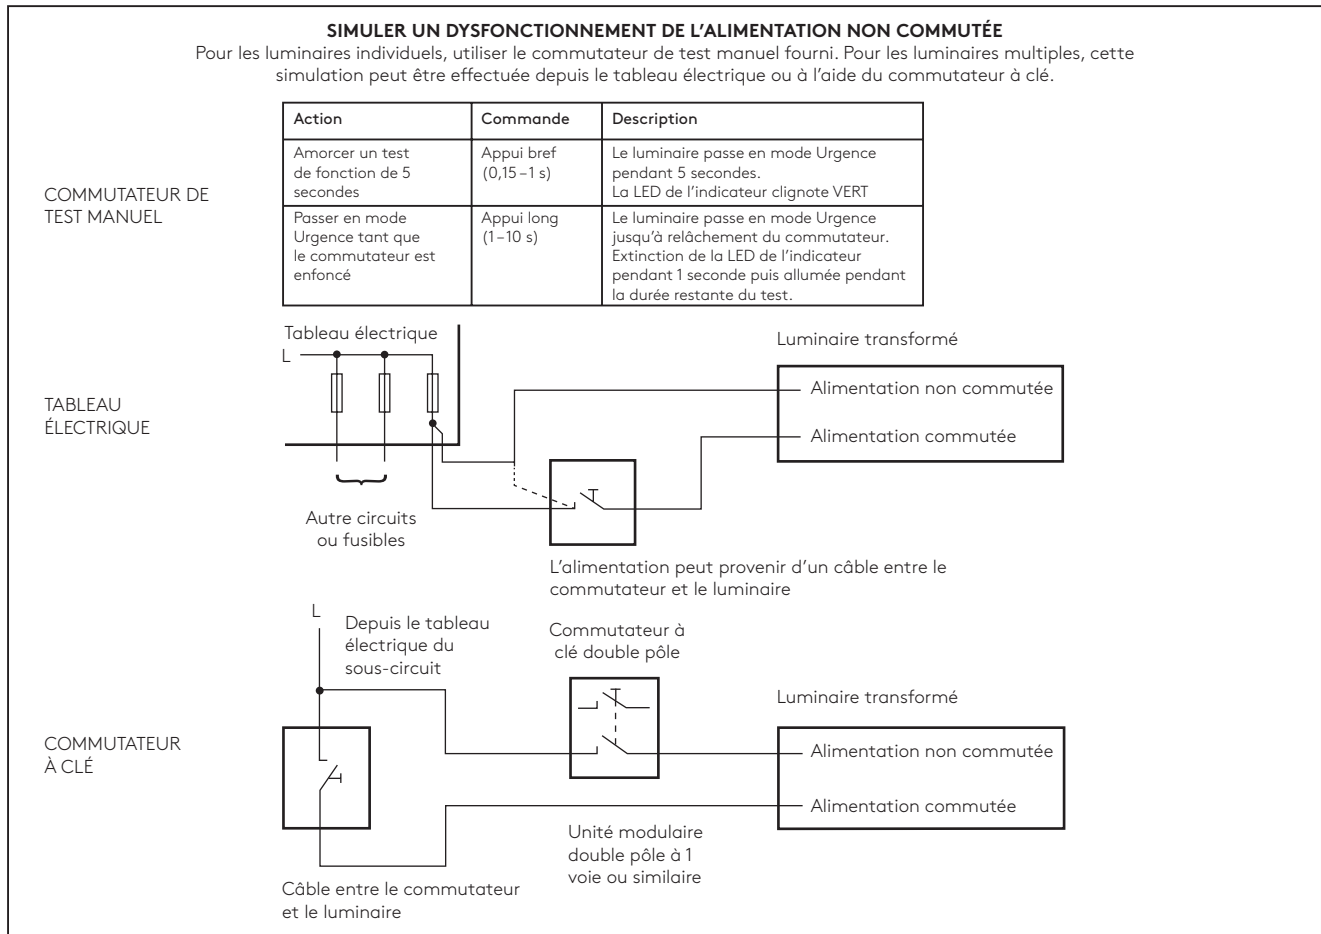 SIMULER UN DYSFONCTIONNEMENT DE L'ALIMENTATION NON COMMUTÉE
Pour les luminaires individuels, utiliser le commutateur de test manuel fourni. Pour les luminaires multiples, cette
simulation peut être effectuée depuis le tableau électrique ou à l'aide du commutateur à clé.
COMMUTATEUR DE
TEST MANUEL
Action
Commande
Description
Amorcer un test
de fonction de 5
secondes
Appui bref
(0,15–1 s)
Le luminaire passe en mode Urgence
pendant 5 secondes.
La LED de l'indicateur clignote VERT
Passer en mode
Urgence tant que
le commutateur est
enfoncé
Appui long
(1–10 s)
Le luminaire passe en mode Urgence
jusqu'à relâchement du commutateur.
Extinction de la LED de l'indicateur
pendant 1 seconde puis allumée pendant
la durée restante du test.
TABLEAU
ÉLECTRIQUE
Tableau électrique
L
Autre circuits
ou fusibles
Luminaire transformé
Alimentation non commutée
Alimentation commutée
L'alimentation peut provenir d'un câble entre le
commutateur et le luminaire
COMMUTATEUR
À CLÉ
L
Depuis le tableau
électrique du
sous-circuit
Commutateur à
clé double pôle
Luminaire transformé
Alimentation non commutée
Alimentation commutée
Unité modulaire
double pôle à 1
voie ou similaire
Câble entre le commutateur
et le luminaire